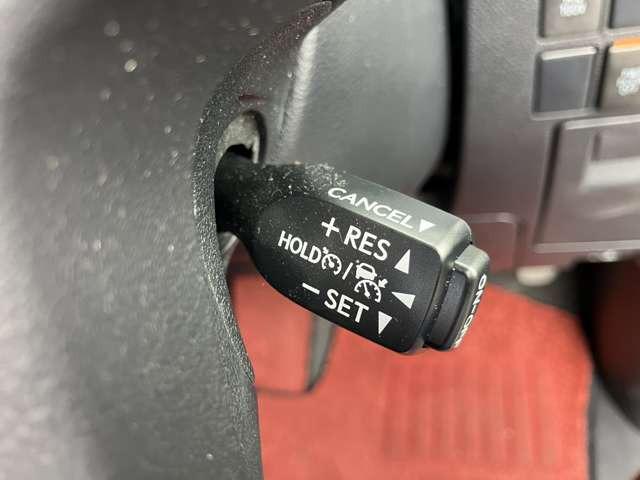 CANCEL▼
+ RES ▲
HOLD /
- SET ▼